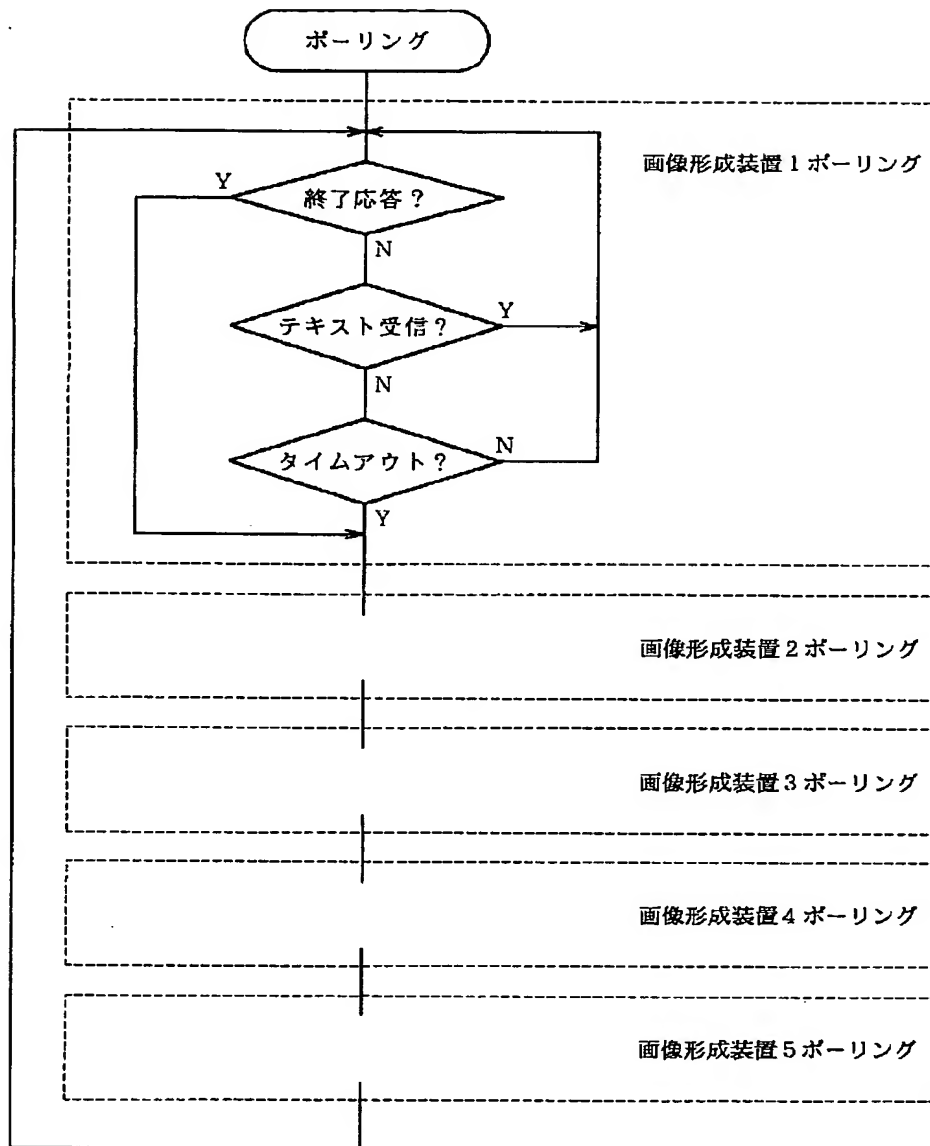 ポーリング
画像形成装置1ポーリング
Y
終了応答?
N
テキスト受信?
Y
N
タイムアウト?
N
Y
画像形成装置2ポーリング
画像形成装置3ポーリング
画像形成装置4ポーリング
画像形成装置5ポーリング